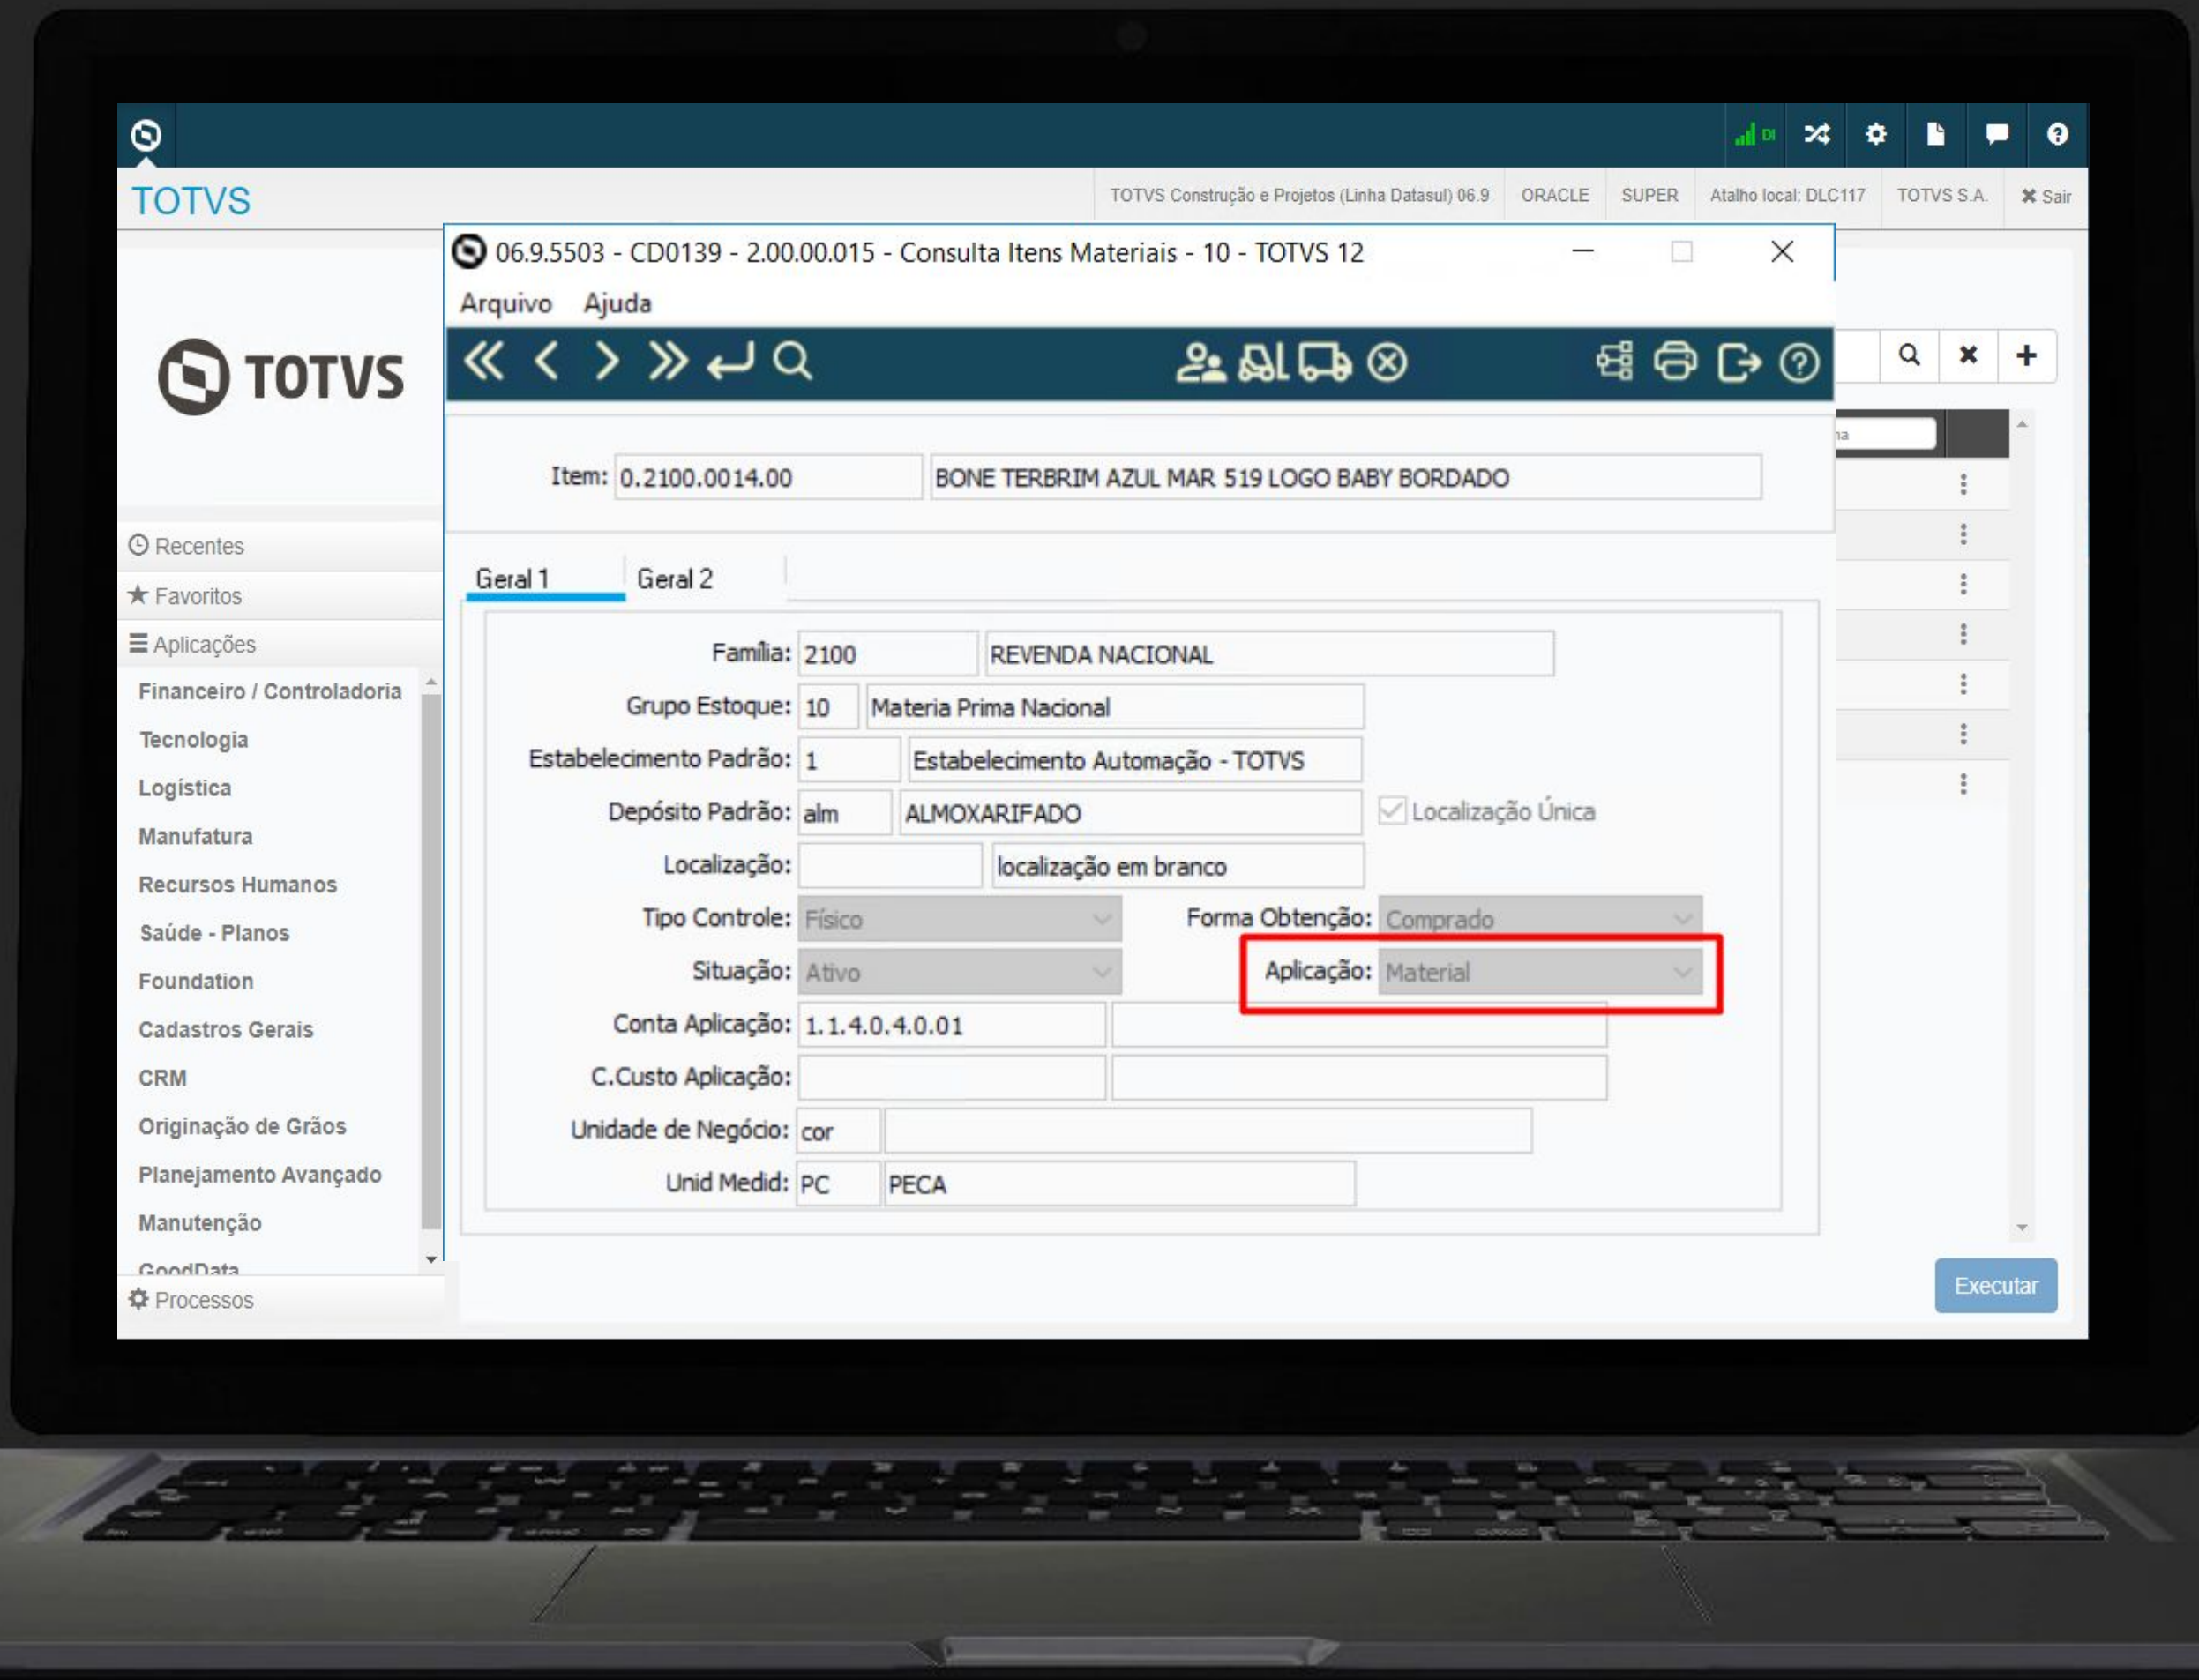 DI
TOTVS
TOTVS Construção e Projetos (Linha Datasul) 06.9 ORACLE SUPER Atalho local: DLC117 TOTVS S.A. Sair
06.9.5503 - CD0139 - 2.00.00.015 - Consulta Itens Materiais - 10 - TOTVS 12
Arquivo Ajuda
TOTVS
na
Item: 0.2100.0014.00 BONE TERBRIM AZUL MAR 519 LOGO BABY BORDADO
Recentes
Favoritos
Aplicações
Financeiro / Controladoria
Tecnologia
Logística
Manufatura
Recursos Humanos
Saúde - Planos
Foundation
Cadastros Gerais
CRM
Originação de Grãos
Planejamento Avançado
Manutenção
GoodData
Processos
Geral 1 Geral 2
Família: 2100 REVENDA NACIONAL
Grupo Estoque: 10 Materia Prima Nacional
Estabelecimento Padrão: 1 Estabelecimento Automação - TOTVS
Depósito Padrão: alm ALMOXARIFADO Localização Única
Localização: localização em branco
Tipo Controle: Físico Forma Obtenção: Comprado
Situação: Ativo Aplicação: Material
Conta Aplicação: 1.1.4.0.4.0.01
C.Custo Aplicação:
Unidade de Negócio: cor
Unid Medid: PC PECA
Executar